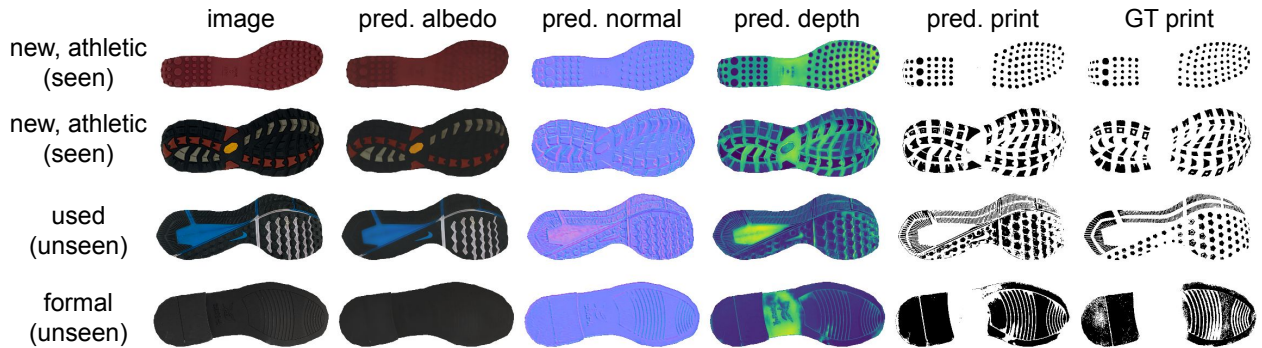 image pred. albedo pred. normal pred. depth pred. print GT print
new, athletic
(seen)
new, athletic
(seen)
used
(unseen)
formal
(unseen)